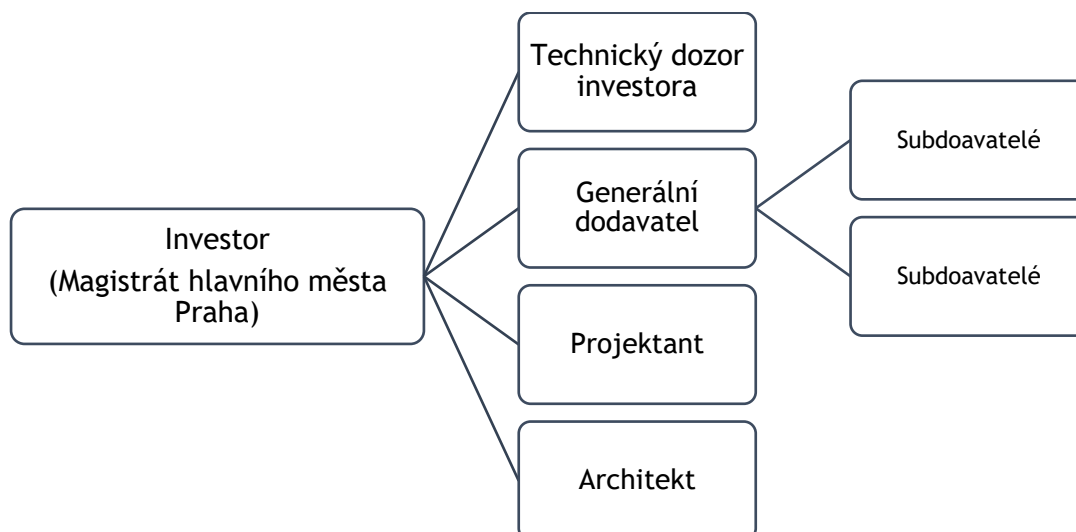 Investor
(Magistrát hlavního města
Praha)
Technický dozor
investora
Generální
dodavatel
Projektant
Architekt
Subdoavatelé
Subdoavatelé